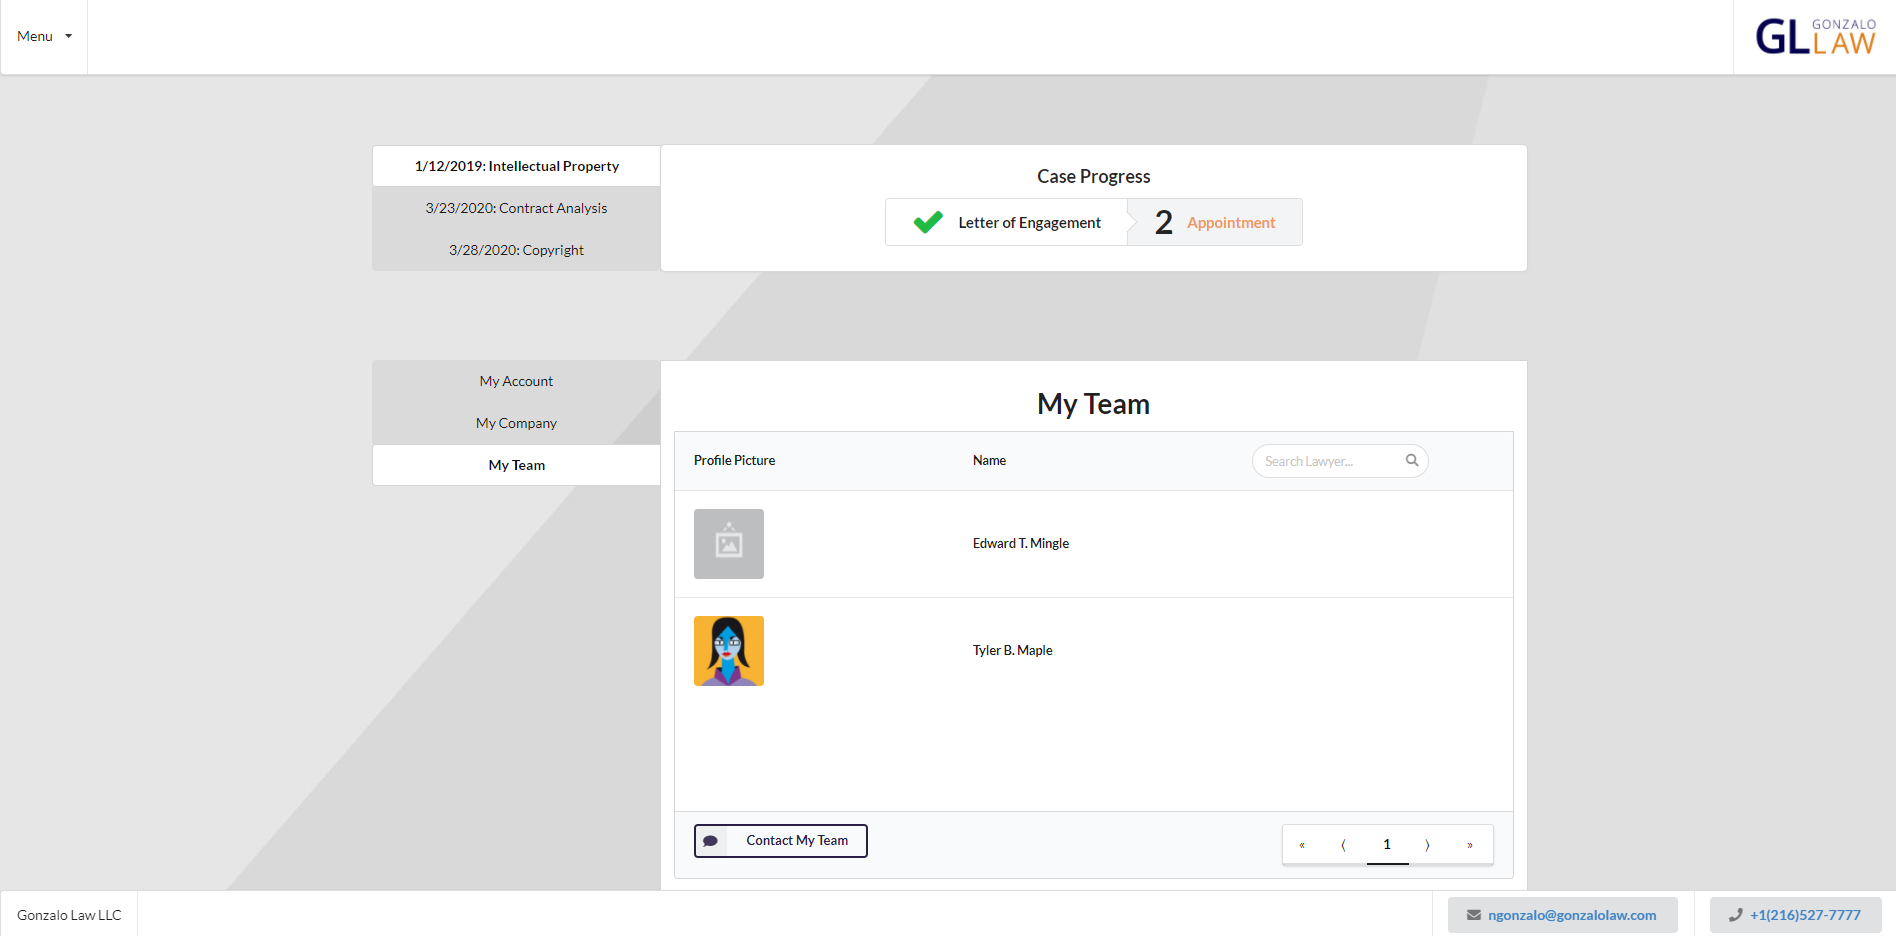 Menu
GL GONZALO
LAW
1/12/2019: Intellectual Property
3/23/2020: Contract Analysis
3/28/2020: Copyright
Case Progress
Letter of Engagement
2 Appointment
My Account
My Company
My Team
My Team
Profile Picture
Name
Search Lawyer...
Edward T. Mingle
Tyler B. Maple
Contact My Team
« ⟨ 1 ⟩ »
Gonzalo Law LLC
ngonzalo@gonzalolaw.com
+1(216)527-7777